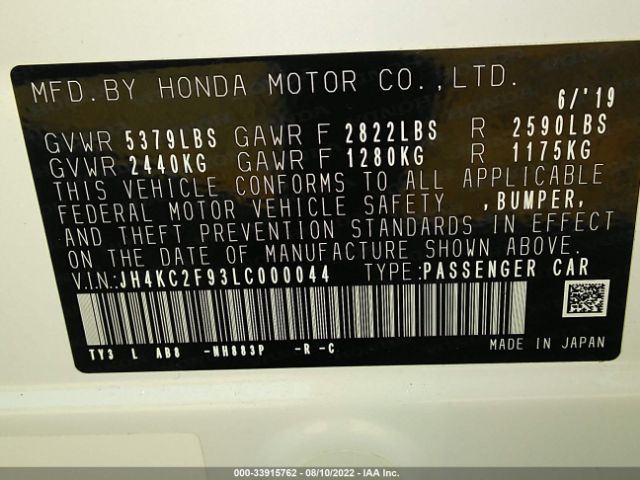 MFD.BY HONDA MOTOR CO.,LTD.
6/'19
GVWR 5379LBS GAWR F 2822LBS R 2590LBS
GVWR 2440KG GAWR F 1280KG R 1175KG
THIS VEHICLE CONFORMS TO ALL APPLICABLE
FEDERAL MOTOR VEHICLE SAFETY ,BUMPER,
AND THEFT PREVENTION STANDARDS IN EFFECT
ON THE DATE OF MANUFACTURE SHOWN ABOVE.
V.I.N:JH4KC2F93LC000044 TYPE:PASSENGER CAR
TY3 L AB8 -NH883P -R -C
MADE IN JAPAN
000-33915762 - 08/10/2022 - IAAI.com